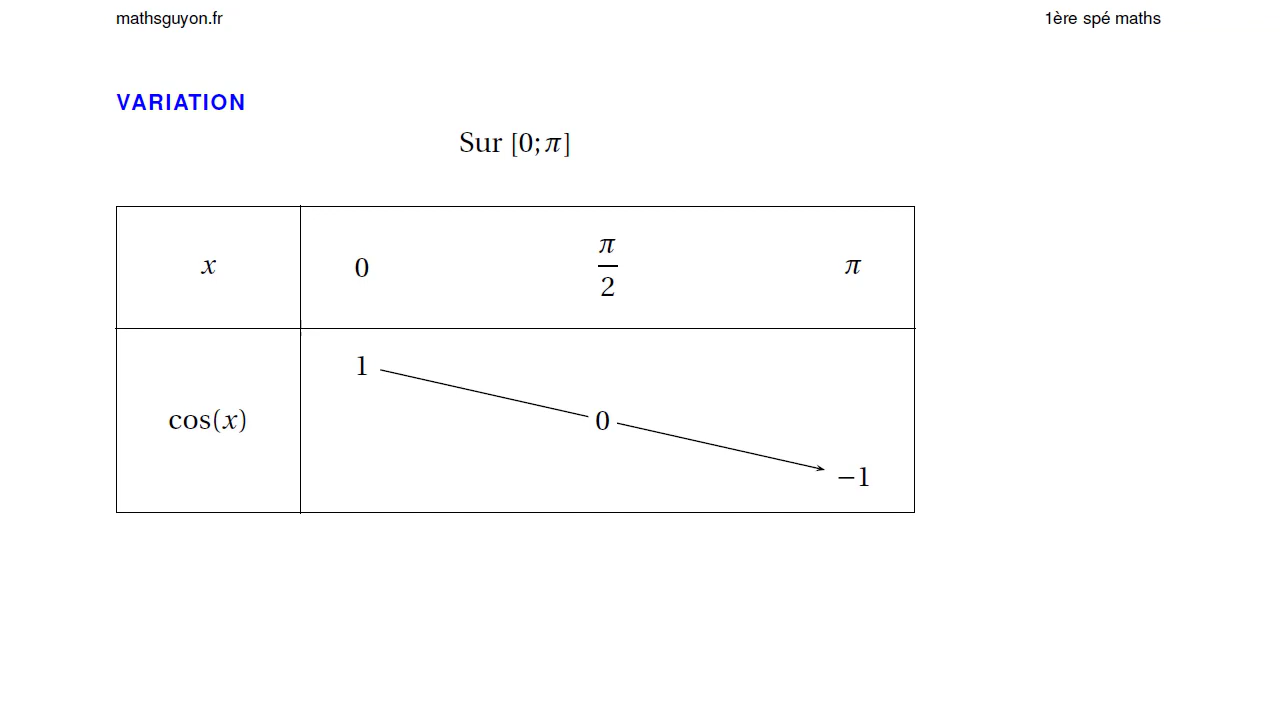 mathsguyon.fr 1ère spé maths
VARIATION
Sur [0;π]
x 0 π/2 π
1
cos(x) 0
−1